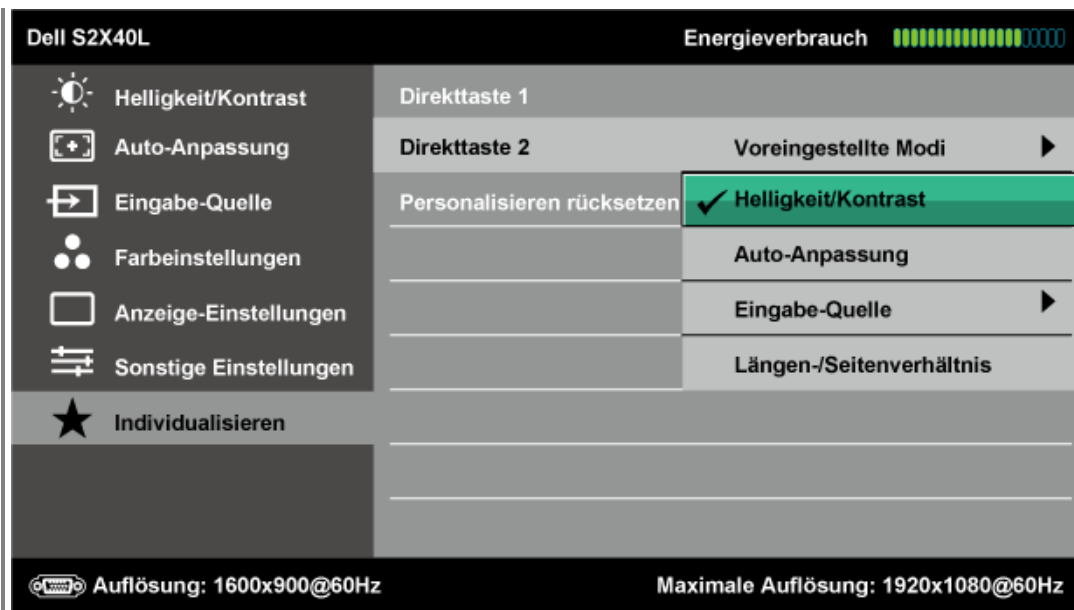 Dell S2X40L Energieverbrauch
Helligkeit/Kontrast Direkttaste 1
Auto-Anpassung Direkttaste 2 Voreingestellte Modi
Eingabe-Quelle Personalisieren rücksetzen Helligkeit/Kontrast
Farbeinstellungen Auto-Anpassung
Anzeige-Einstellungen Eingabe-Quelle
Sonstige Einstellungen Längen-/Seitenverhältnis
Individualisieren
Auflösung: 1600x900@60Hz Maximale Auflösung: 1920x1080@60Hz